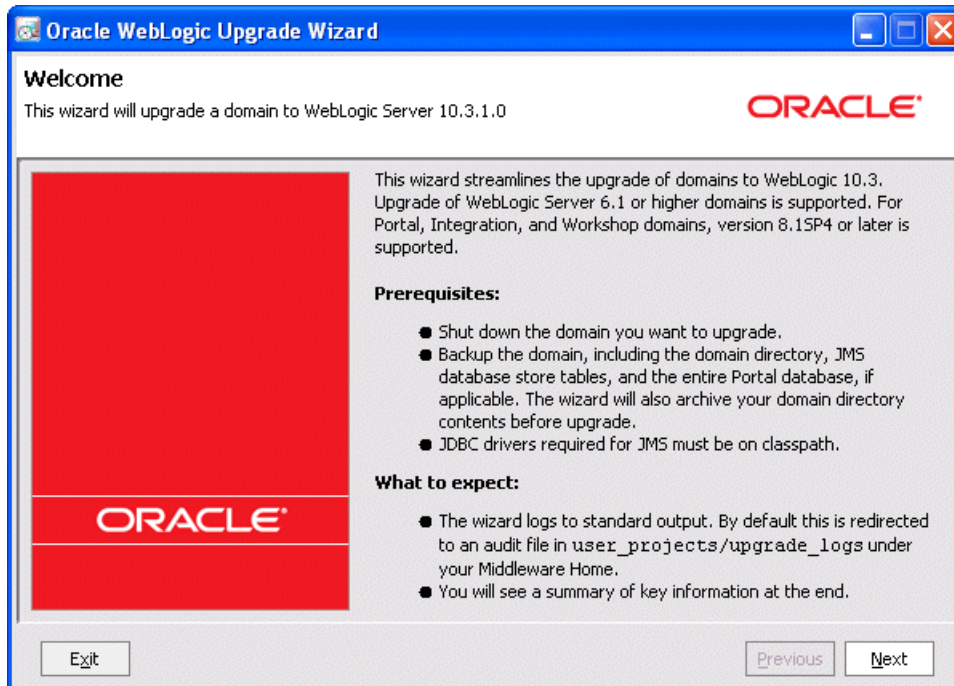 Oracle WebLogic Upgrade Wizard
Welcome
This wizard will upgrade a domain to WebLogic Server 10.3.1.0
ORACLE
This wizard streamlines the upgrade of domains to WebLogic 10.3.
Upgrade of WebLogic Server 6.1 or higher domains is supported. For
Portal, Integration, and Workshop domains, version 8.1SP4 or later is
supported.
Prerequisites:
● Shut down the domain you want to upgrade.
● Backup the domain, including the domain directory, JMS
database store tables, and the entire Portal database, if
applicable. The wizard will also archive your domain directory
contents before upgrade.
● JDBC drivers required for JMS must be on classpath.
What to expect:
● The wizard logs to standard output. By default this is redirected
to an audit file in user_projects/upgrade_logs under
your Middleware Home.
● You will see a summary of key information at the end.
ORACLE
Exit
Previous
Next